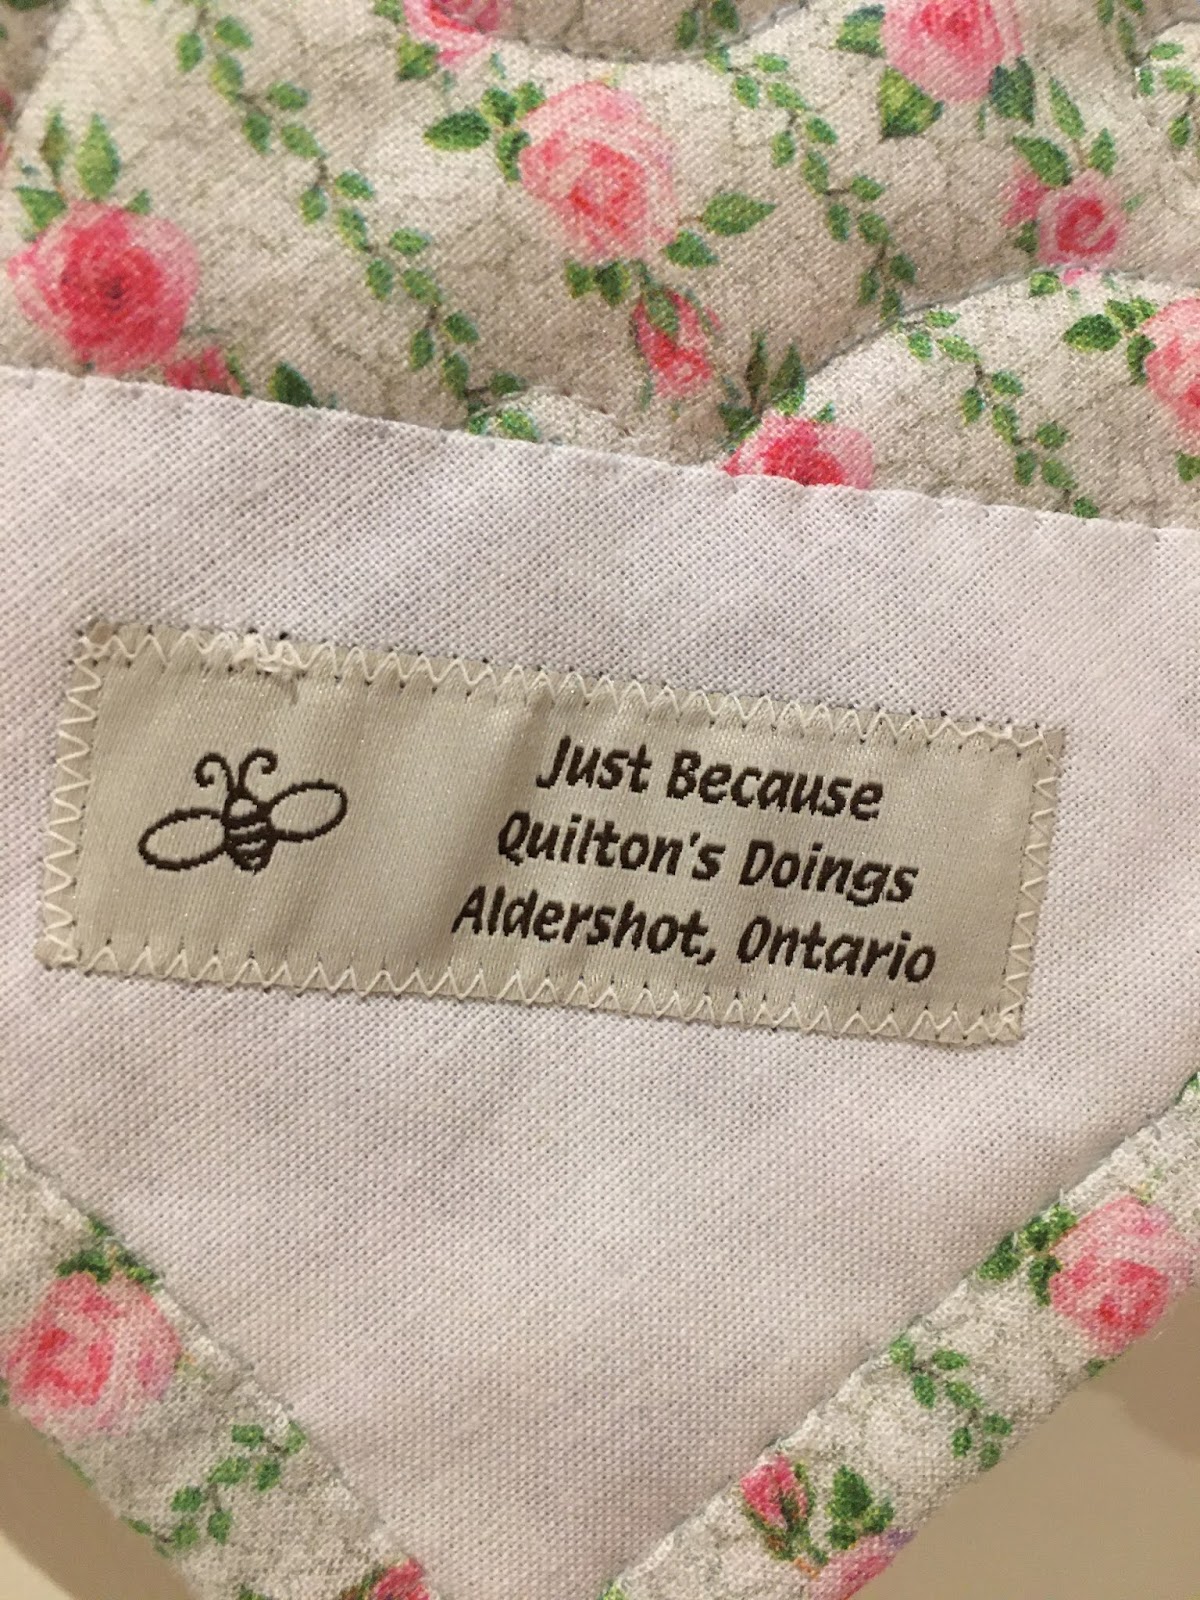 Just Because
Quilton's Doings
Aldershot, Ontario